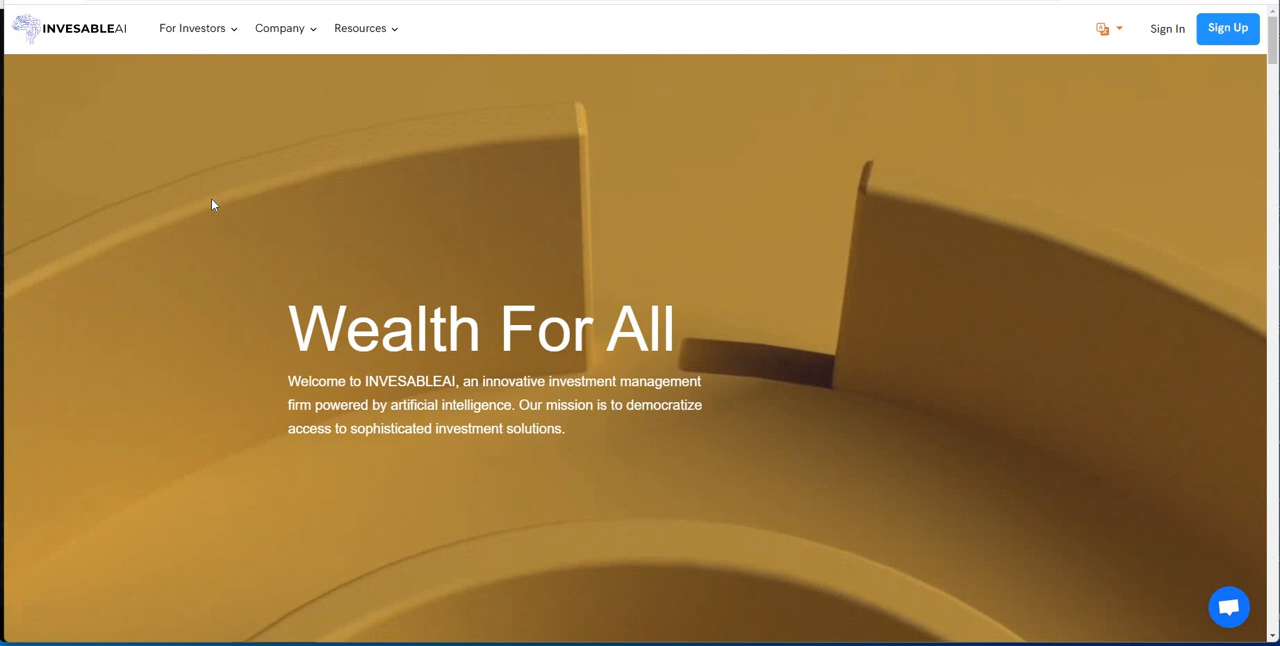 INVESABLEAI For Investors Company Resources Sign In Sign Up
Wealth For All
Welcome to INVESABLEAI, an innovative investment management
firm powered by artificial intelligence. Our mission is to democratize
access to sophisticated investment solutions.